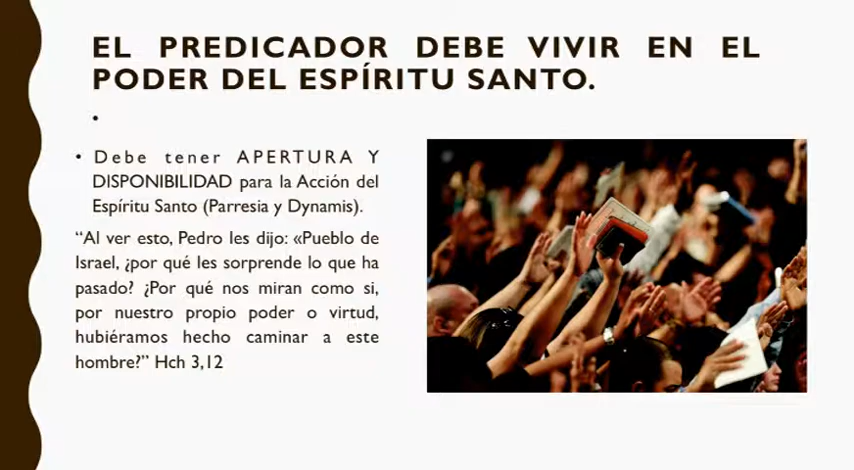 EL PREDICADOR DEBE VIVIR EN EL
PODER DEL ESPÍRITU SANTO.
•
• Debe tener APERTURA Y
DISPONIBILIDAD para la Acción del
Espíritu Santo (Parresia y Dynamis).
“Al ver esto, Pedro les dijo: «Pueblo de
Israel, ¿por qué les sorprende lo que ha
pasado? ¿Por qué nos miran como si,
por nuestro propio poder o virtud,
hubiéramos hecho caminar a este
hombre?” Hch 3,12